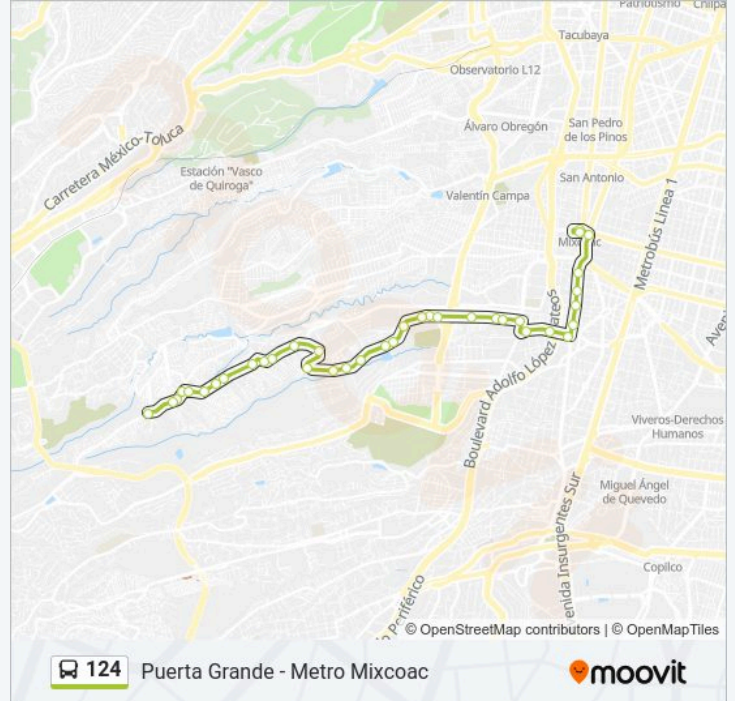 Patriotismo
Tacubaya
Observatorio L12
Carretera México-Toluca
Álvaro Obregón
San Pedro
de los Pinos
Estación "Vasco
de Quiroga"
San Antonio
Valentín Campa
Metrobús Línea 1
Boulevard Adolfo López Mateos
Viveros-Derechos
Humanos
Miguel Ángel
de Quevedo
enida Insurgentes Sur
Copilco
o Periférico
© OpenStreetMap contributors | © OpenMapTiles
124 Puerta Grande - Metro Mixcoac
moovit